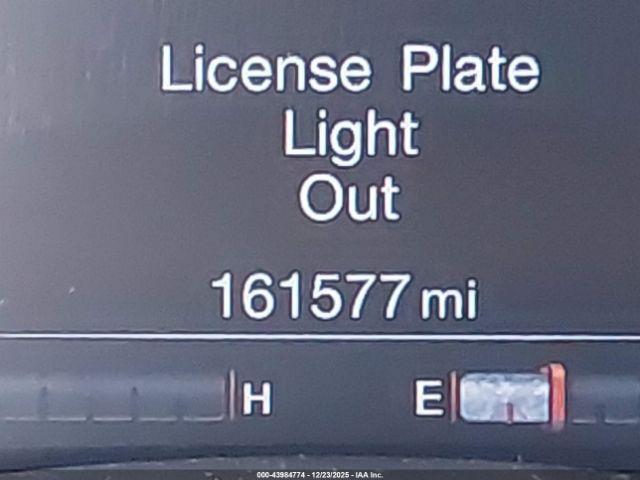 License Plate
Light
Out
161577 mi
H E
000-43984774 - 12/23/2025 - IAA Inc.